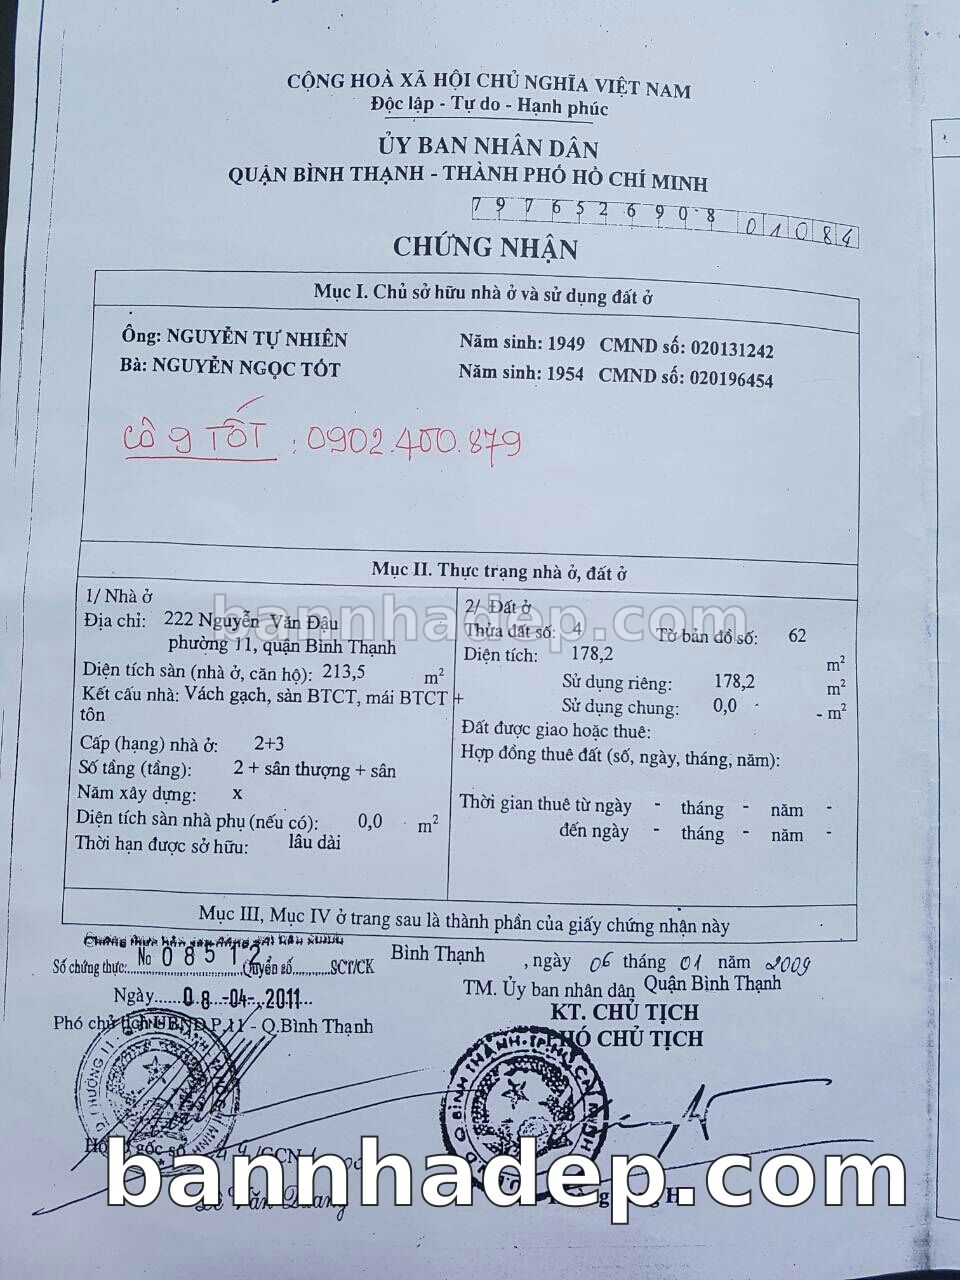 CỘNG HOÀ XÃ HỘI CHỦ NGHĨA VIỆT NAM
Độc lập - Tự do - Hạnh phúc
ỦY BAN NHÂN DÂN
QUẬN BÌNH THẠNH - THÀNH PHỐ HỒ CHÍ MINH
7 9 7 6 5 2 6 9 0 8 0 1 0 8 4
CHỨNG NHẬN
Mục I. Chủ sở hữu nhà ở và sử dụng đất ở
Ông: NGUYỄN TỰ NHIÊN Năm sinh: 1949 CMND số: 020131242
Bà: NGUYỄN NGỌC TỐT Năm sinh: 1954 CMND số: 020196454
CÔ 9 TỐT : 0902.400.879
Mục II. Thực trạng nhà ở, đất ở
1/ Nhà ở
Địa chỉ: 222 Nguyễn Văn Đậu
phường 11, quận Bình Thạnh
Diện tích sàn (nhà ở, căn hộ): 213,5 m²
Kết cấu nhà: Vách gạch, sàn BTCT, mái BTCT +
tôn
Cấp (hạng) nhà ở: 2+3
Số tầng (tầng): 2 + sân thượng + sân
Năm xây dựng: x
Diện tích sàn nhà phụ (nếu có): 0,0 m²
Thời hạn được sở hữu: lâu dài
2/ Đất ở
Thửa đất số: 4 Tờ bản đồ số: 62
Diện tích: 178,2 m²
Sử dụng riêng: 178,2 m²
Sử dụng chung: 0,0 - m²
Đất được giao hoặc thuê:
Hợp đồng thuê đất (số, ngày, tháng, năm):
Thời gian thuê từ ngày - tháng - năm -
đến ngày - tháng - năm -
bannhadep.com
Mục III, Mục IV ở trang sau là thành phần của giấy chứng nhận này
Số chứng thực: No 08512 Quyển số SCT/CK
Ngày 08-04-2011
Phó chủ tịch UBND.P.11 - Q.Bình Thạnh
Bình Thạnh , ngày 06 tháng 01 năm 2009
TM. Ủy ban nhân dân Quận Bình Thạnh
KT. CHỦ TỊCH
PHÓ CHỦ TỊCH
bannhadep.com
Lê Văn Quang